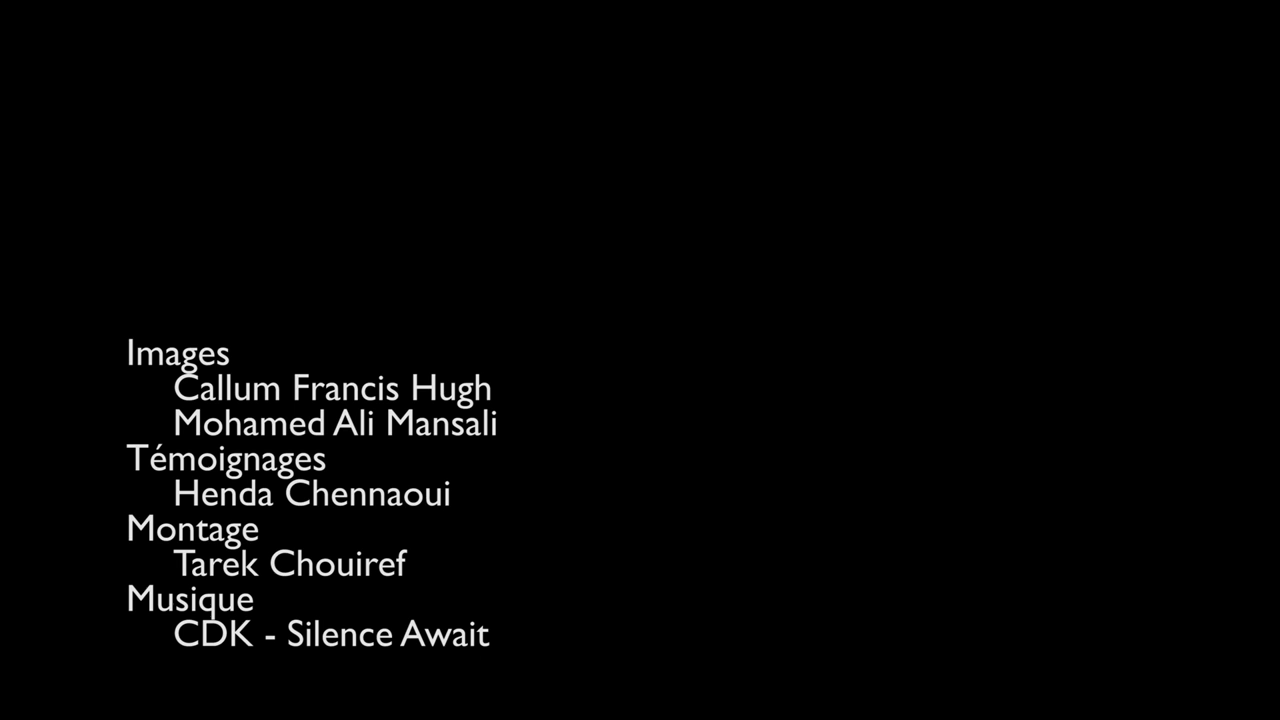 Images
Callum Francis Hugh
Mohamed Ali Mansali
Témoignages
Henda Chennaoui
Montage
Tarek Chouiref
Musique
CDK - Silence Await